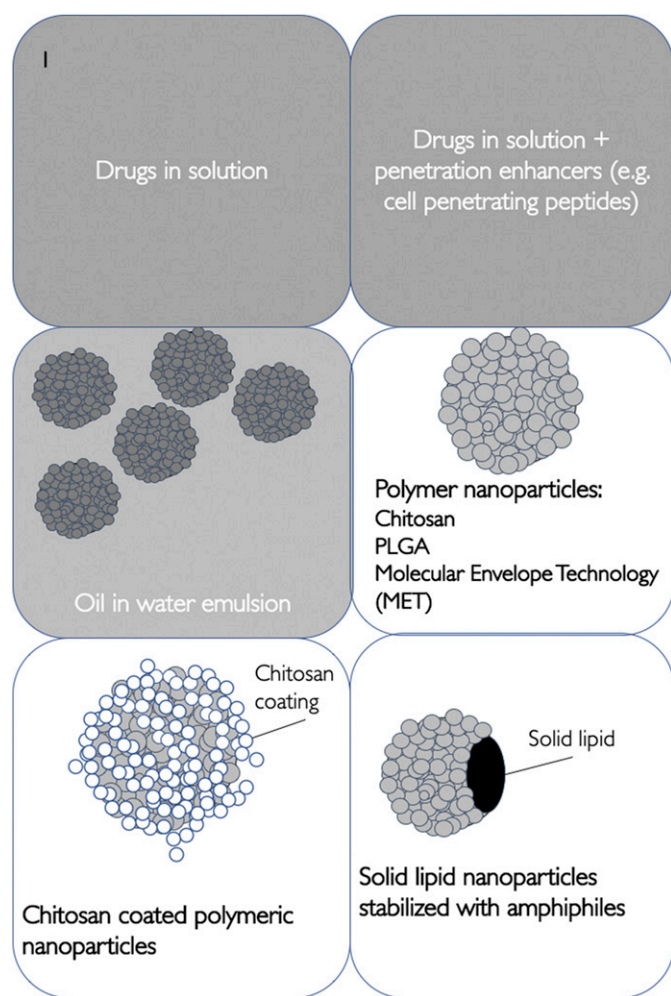 I
Drugs in solution
Drugs in solution +
penetration enhancers (e.g.
cell penetrating peptides)
Oil in water emulsion
Polymer nanoparticles:
Chitosan
PLGA
Molecular Envelope Technology
(MET)
Chitosan
coating
Chitosan coated polymeric
nanoparticles
Solid lipid
Solid lipid nanoparticles
stabilized with amphiphiles